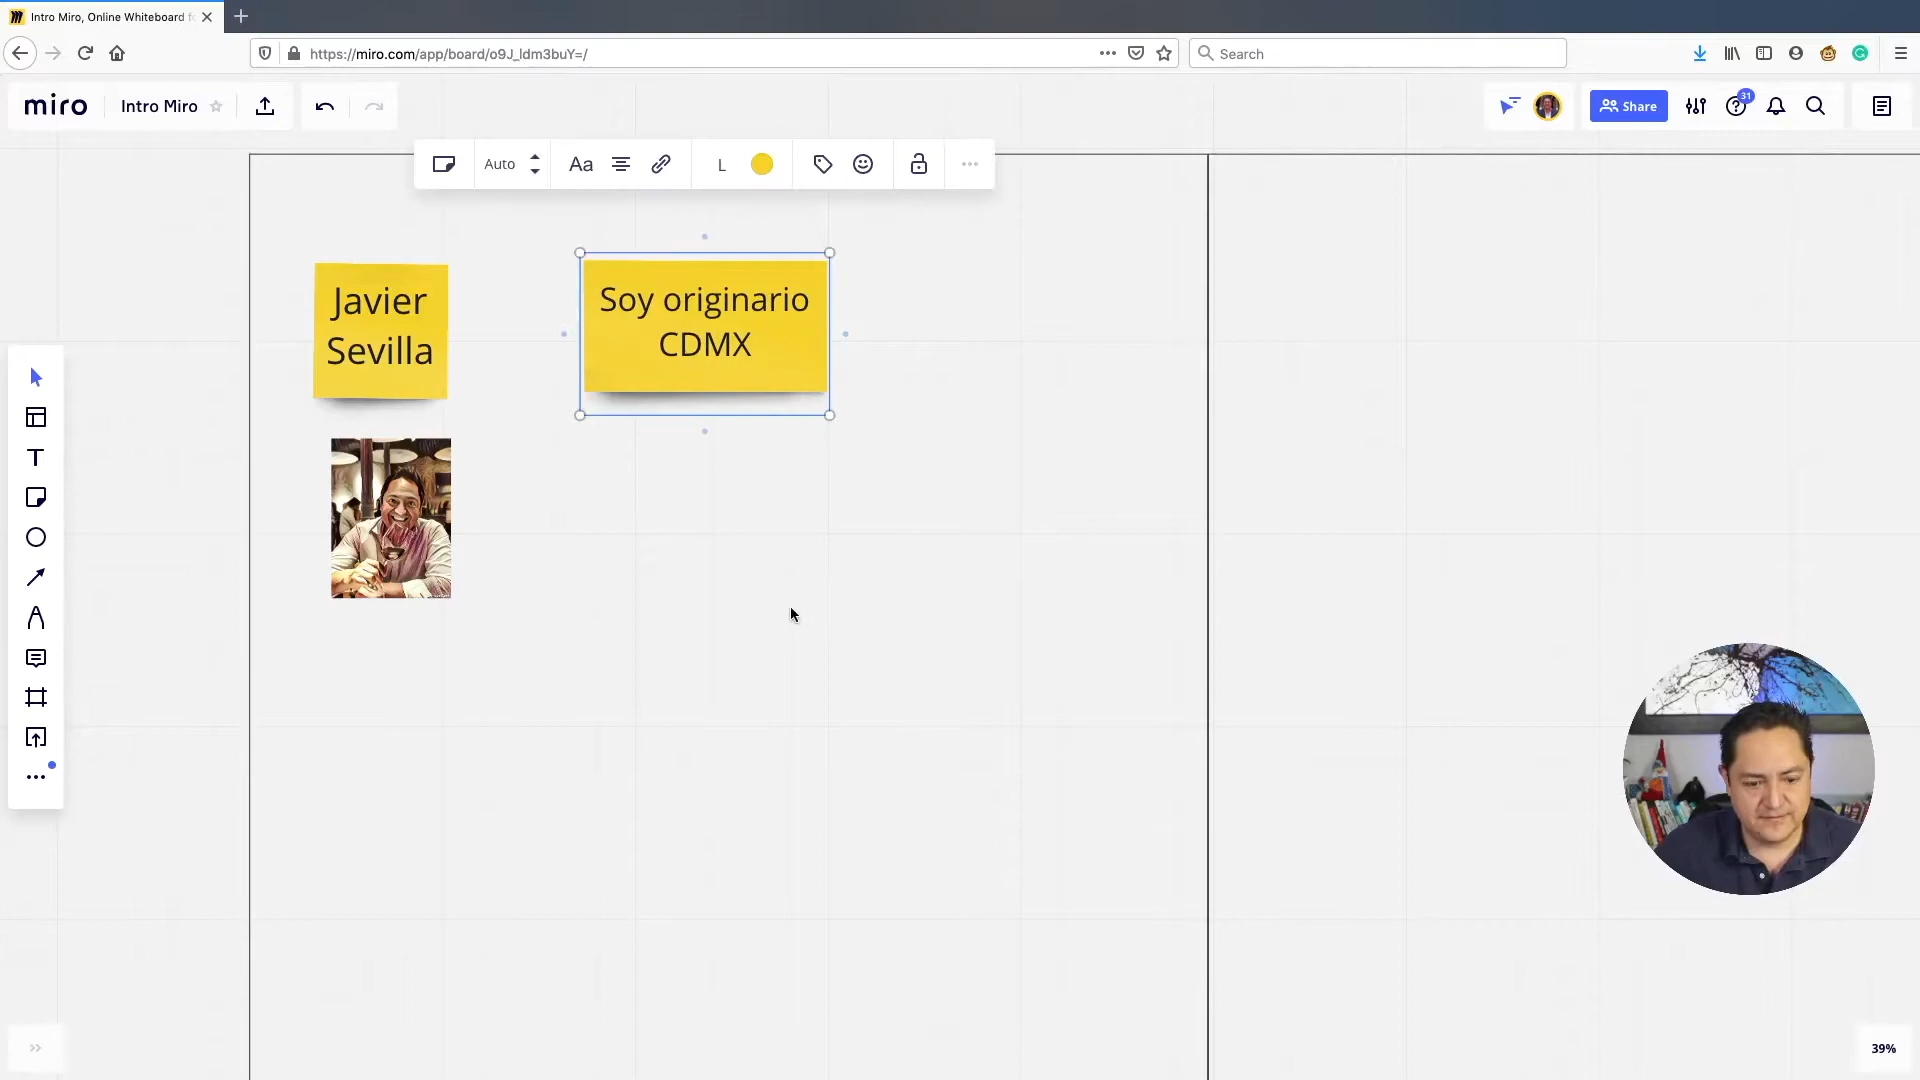 Intro Miro, Online Whiteboard f
https://miro.com/app/board/o9J_ldm3buY=/
Search
miro
Intro Miro
Share
31
Auto
Aa
L
Javier
Sevilla
Soy originario
CDMX
39%